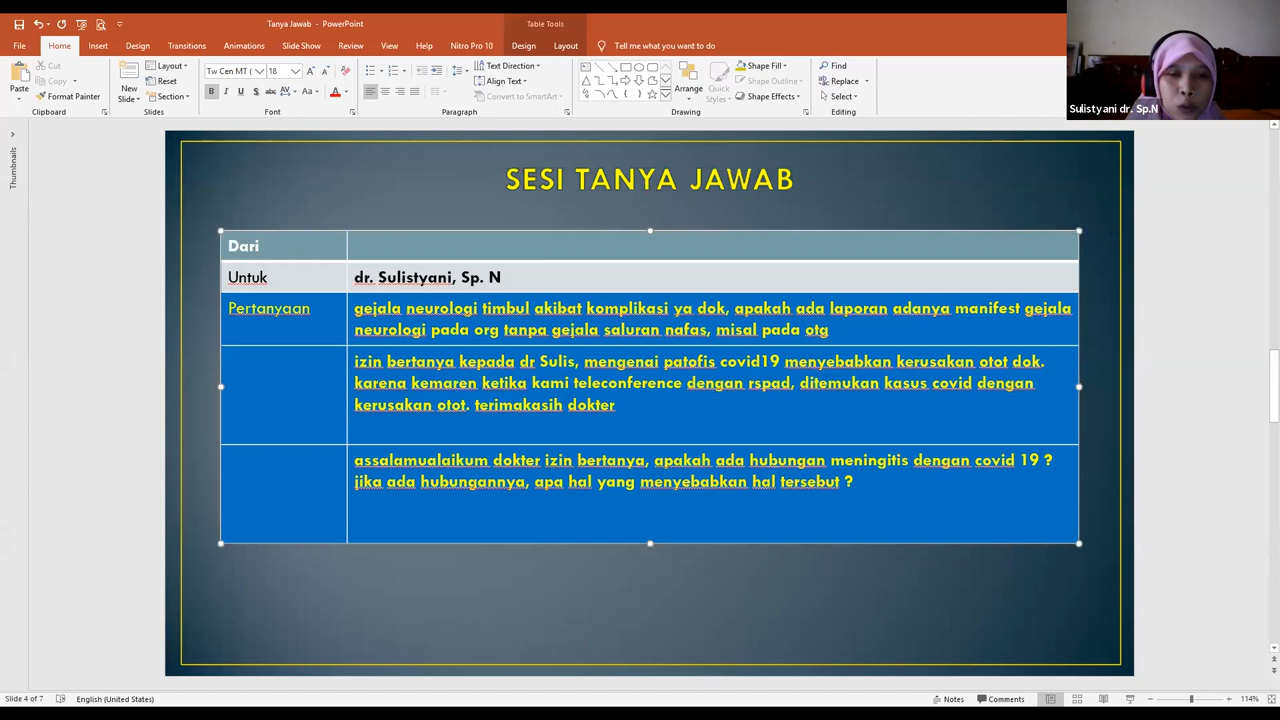 Tanya Jawab - PowerPoint
Table Tools
File Home Insert Design Transitions Animations Slide Show Review View Help Nitro Pro 10 Design Layout Tell me what you want to do
Paste
Cut
Copy
Format Painter
Clipboard
New Slide
Layout
Reset
Section
Slides
Tw Cen MT ( 18
Font
Text Direction
Align Text
Convert to SmartArt
Paragraph
Arrange
Quick Styles
Shape Fill
Shape Outline
Shape Effects
Drawing
Find
Replace
Select
Editing
Sulistyani dr. Sp.N
Thumbnails
SESI TANYA JAWAB
Dari
Untuk dr. Sulistyani, Sp. N
Pertanyaan gejala neurologi timbul akibat komplikasi ya dok, apakah ada laporan adanya manifest gejala
neurologi pada org tanpa gejala saluran nafas, misal pada otg
izin bertanya kepada dr Sulis, mengenai patofis covid19 menyebabkan kerusakan otot dok.
karena kemaren ketika kami teleconference dengan rspad, ditemukan kasus covid dengan
kerusakan otot. terimakasih dokter
assalamualaikum dokter izin bertanya, apakah ada hubungan meningitis dengan covid 19 ?
jika ada hubungannya, apa hal yang menyebabkan hal tersebut ?
Slide 4 of 7 English (United States) Notes Comments 114%